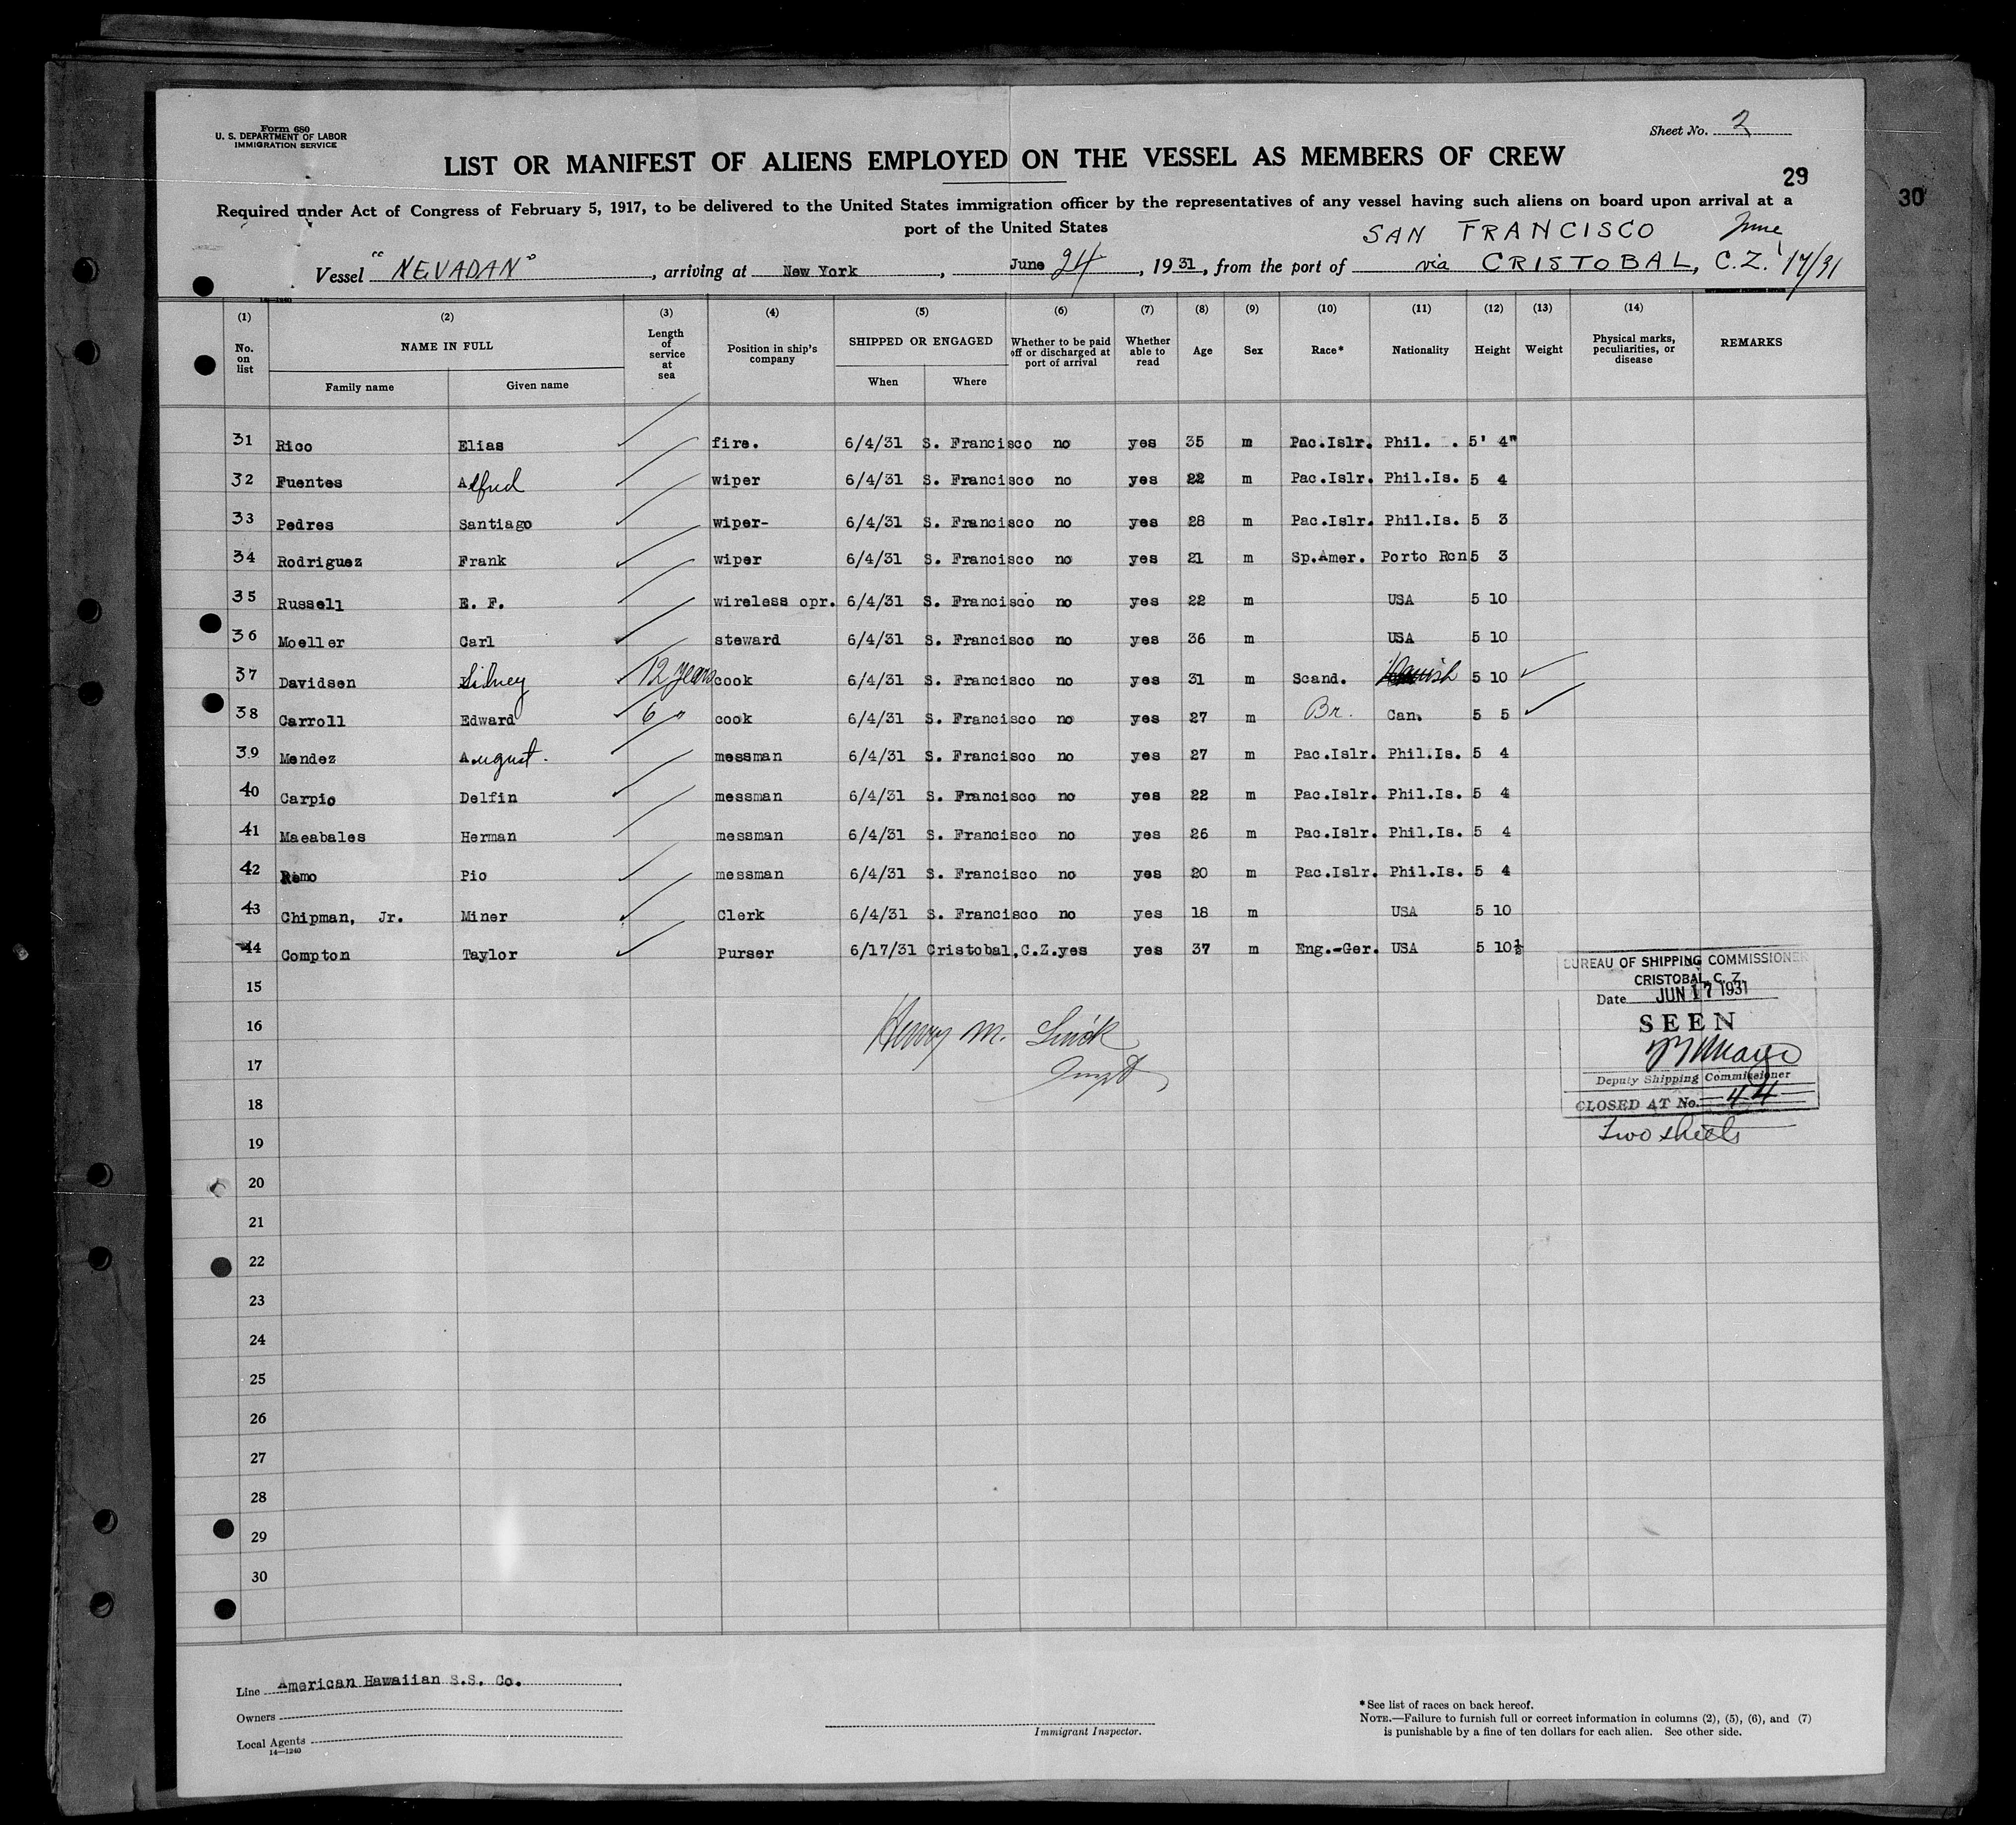 Form 680
U. S. DEPARTMENT OF LABOR
IMMIGRATION SERVICE
Sheet No. 2
LIST OR MANIFEST OF ALIENS EMPLOYED ON THE VESSEL AS MEMBERS OF CREW
29
30
Required under Act of Congress of February 5, 1917, to be delivered to the United States immigration officer by the representatives of any vessel having such aliens on board upon arrival at a
port of the United States
SAN FRANCISCO June
Vessel "NEVADAN", arriving at New York, June 24, 1931, from the port of via CRISTOBAL, C.Z. 17/31
(1) (2) (3) (4) (5) (6) (7) (8) (9) (10) (11) (12) (13) (14)
No. on list NAME IN FULL Family name Given name Length of service at sea Position in ship's company SHIPPED OR ENGAGED When Where Whether to be paid off or discharged at port of arrival Whether able to read Age Sex Race* Nationality Height Weight Physical marks, peculiarities, or disease REMARKS
31 Rico Elias fire. 6/4/31 S. Francisco no yes 35 m Pac.Islr. Phil. . 5' 4"
32 Fuentes Alfred wiper 6/4/31 S. Francisco no yes 22 m Pac.Islr. Phil.Is. 5 4
33 Pedres Santiago wiper- 6/4/31 S. Francisco no yes 28 m Pac.Islr. Phil.Is. 5 3
34 Rodriguez Frank wiper 6/4/31 S. Francisco no yes 21 m Sp.Amer. Porto Rcn 5 3
35 Russell E. F. wireless opr. 6/4/31 S. Francisco no yes 22 m USA 5 10
36 Moeller Carl steward 6/4/31 S. Francisco no yes 36 m USA 5 10
37 Davidsen Sidney 12 years cook 6/4/31 S. Francisco no yes 31 m Scand. Danish 5 10
38 Carroll Edward 6 " cook 6/4/31 S. Francisco no yes 27 m Br. Can. 5 5
39 Mendez August. messman 6/4/31 S. Francisco no yes 27 m Pac.Islr. Phil.Is. 5 4
40 Carpio Delfin messman 6/4/31 S. Francisco no yes 22 m Pac.Islr. Phil.Is. 5 4
41 Maeabales Herman messman 6/4/31 S. Francisco no yes 26 m Pac.Islr. Phil.Is. 5 4
42 Remo Pio messman 6/4/31 S. Francisco no yes 20 m Pac.Islr. Phil.Is. 5 4
43 Chipman, Jr. Miner Clerk 6/4/31 S. Francisco no yes 18 m USA 5 10
44 Compton Taylor Purser 6/17/31 Cristobal,C.Z. yes yes 37 m Eng.-Ger. USA 5 10½
15
16
17
18
19
20
21
22
23
24
25
26
27
28
29
30
Henry M.
BUREAU OF SHIPPING COMMISSIONER
CRISTOBAL, C. Z.
Date JUN 17 1931
SEEN
Deputy Shipping Commissioner
CLOSED AT No. 44
Two sheets
Line American Hawaiian S.S. Co.
Owners
Local Agents
14—1240
Immigrant Inspector.
*See list of races on back hereof.
NOTE.—Failure to furnish full or correct information in columns (2), (5), (6), and (7)
is punishable by a fine of ten dollars for each alien. See other side.